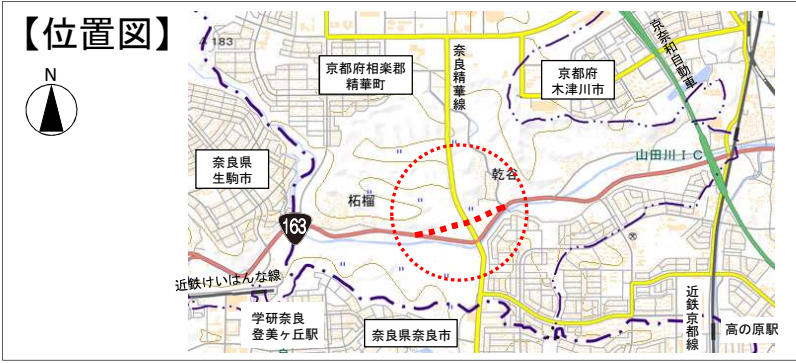 【位置図】
N
183
京都府相楽郡
精華町
奈良精華線
京都府
木津川市
京奈和自動車
奈良県
生駒市
柘榴
乾谷
山田川IC
163
近鉄けいはんな線
学研奈良
登美ヶ丘駅
奈良県奈良市
近鉄京都線
高の原駅